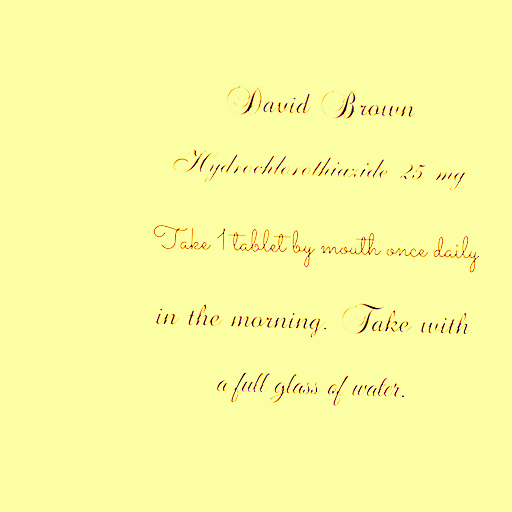 David Brown
Hydrochlorothiazide 25 mg
Take 1 tablet by mouth once daily
in the morning. Take with
a full glass of water.